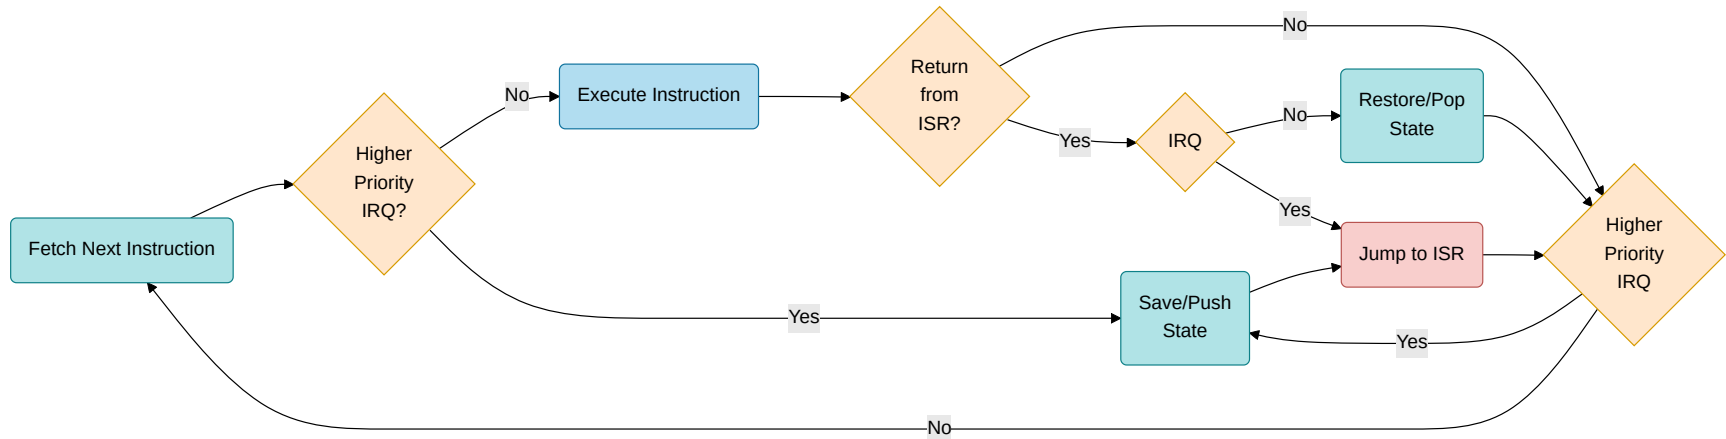 Fetch Next Instruction
Higher
Priority
IRQ?
No
Yes
Execute Instruction
Return
from
ISR?
No
Yes
IRQ
No
Yes
Restore/Pop
State
Jump to ISR
Save/Push
State
Higher
Priority
IRQ
Yes
No